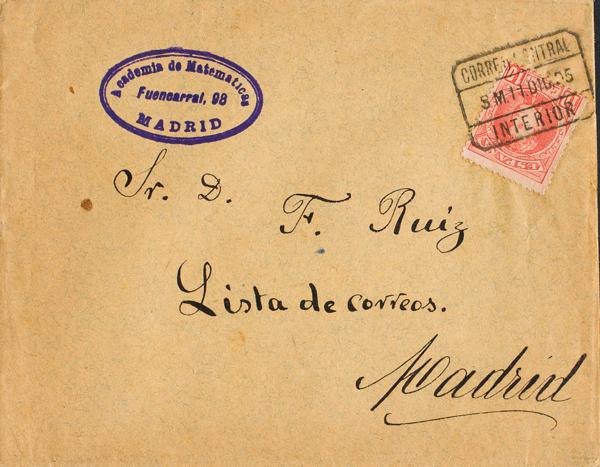 Academia de Matematicas
Fuencarral, 98
MADRID
CORREO CENTRAL
INTERIOR
Sr. D. F. Ruiz
Lista de correos.
Madrid